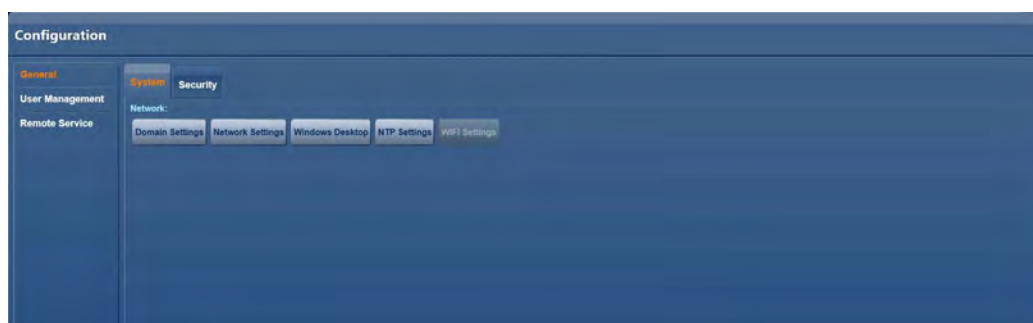 Configuration
General
User Management
Remote Service
System Security
Network:
Domain Settings Network Settings Windows Desktop NTP Settings WIFI Settings